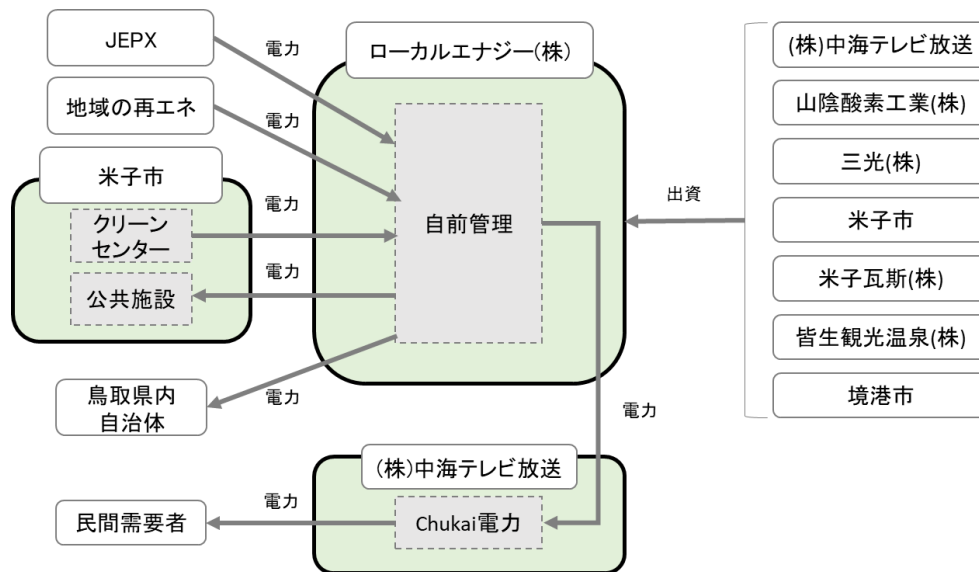 JEPX
電力
ローカルエナジー(株)
(株)中海テレビ放送
地域の再エネ
電力
山陰酸素工業(株)
米子市
三光(株)
クリーン
センター
電力
自前管理
出資
米子市
公共施設
電力
米子瓦斯(株)
皆生観光温泉(株)
鳥取県内
自治体
電力
電力
境港市
(株)中海テレビ放送
民間需要者
電力
Chukai電力